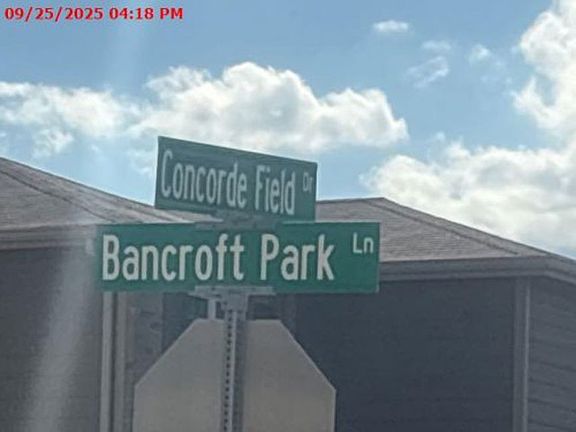 09/25/2025 04:18 PM
Concorde Field Dr
Bancroft Park Ln